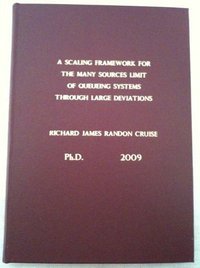 A SCALING FRAMEWORK FOR
THE MANY SOURCES LIMIT
OF QUEUEING SYSTEMS
THROUGH LARGE DEVIATIONS
RICHARD JAMES RANDON CRUISE
Ph.D. 2009